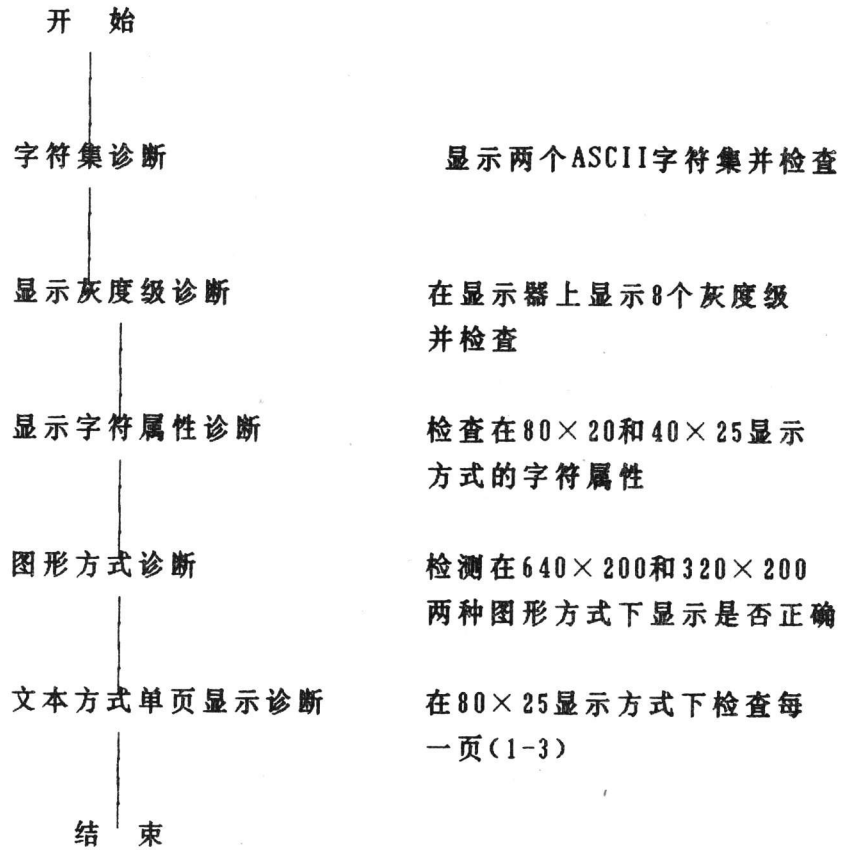 开 始
字符集诊断 显示两个ASCII字符集并检查
显示灰度级诊断 在显示器上显示8个灰度级
并检查
显示字符属性诊断 检查在80×20和40×25显示
方式的字符属性
图形方式诊断 检测在640×200和320×200
两种图形方式下显示是否正确
文本方式单页显示诊断 在80×25显示方式下检查每
一页(1-3)
结 束